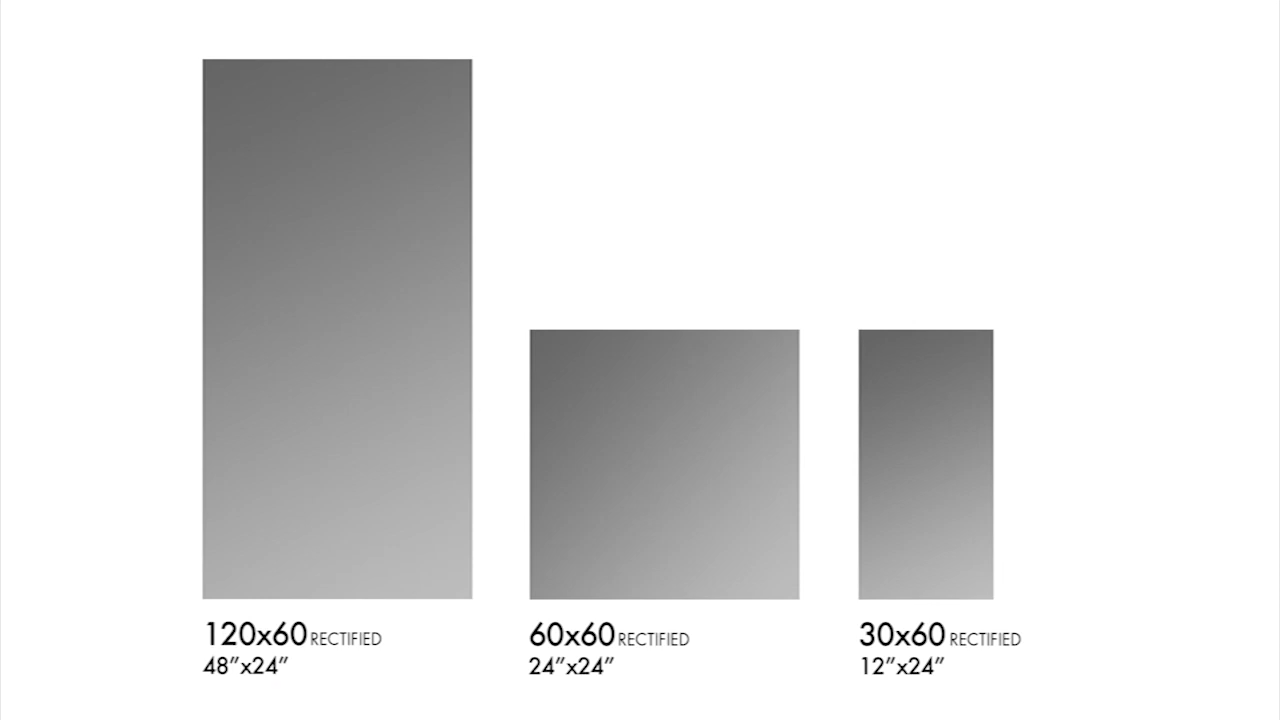 120x60 RECTIFIED
48”x24”
60x60 RECTIFIED
24”x24”
30x60 RECTIFIED
12”x24”